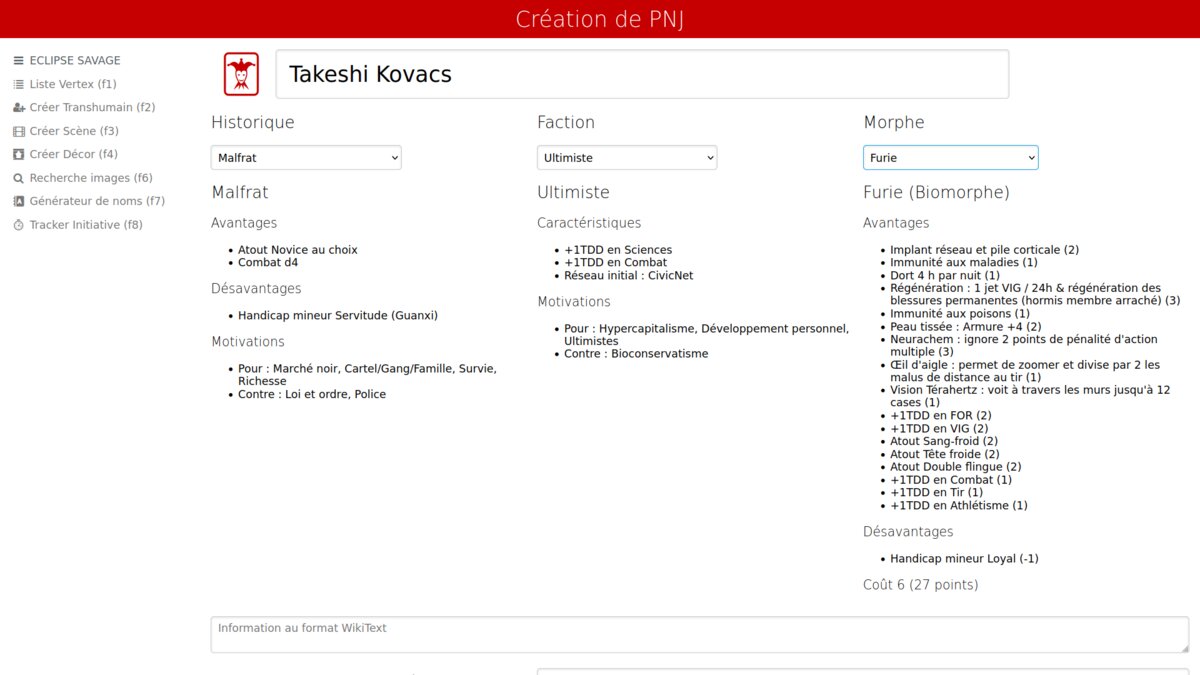 Création de PNJ
ECLIPSE SAVAGE
Liste Vertex (f1)
Créer Transhumain (f2)
Créer Scène (f3)
Créer Décor (f4)
Recherche images (f6)
Générateur de noms (f7)
Tracker Initiative (f8)
Takeshi Kovacs
Historique
Malfrat
Malfrat
Avantages
Atout Novice au choix
Combat d4
Désavantages
Handicap mineur Servitude (Guanxi)
Motivations
Pour : Marché noir, Cartel/Gang/Famille, Survie,
Richesse
Contre : Loi et ordre, Police
Faction
Ultimiste
Ultimiste
Caractéristiques
+1TDD en Sciences
+1TDD en Combat
Réseau initial : CivicNet
Motivations
Pour : Hypercapitalisme, Développement personnel,
Ultimistes
Contre : Bioconservatisme
Morphe
Furie
Furie (Biomorphe)
Avantages
Implant réseau et pile corticale (2)
Immunité aux maladies (1)
Dort 4 h par nuit (1)
Régénération : 1 jet VIG / 24h & régénération des
blessures permanentes (hormis membre arraché) (3)
Immunité aux poisons (1)
Peau tissée : Armure +4 (2)
Neurachem : ignore 2 points de pénalité d'action
multiple (3)
Œil d'aigle : permet de zoomer et divise par 2 les
malus de distance au tir (1)
Vision Térahertz : voit à travers les murs jusqu'à 12
cases (1)
+1TDD en FOR (2)
+1TDD en VIG (2)
Atout Sang-froid (2)
Atout Tête froide (2)
Atout Double flingue (2)
+1TDD en Combat (1)
+1TDD en Tir (1)
+1TDD en Athlétisme (1)
Désavantages
Handicap mineur Loyal (-1)
Coût 6 (27 points)
Information au format WikiText